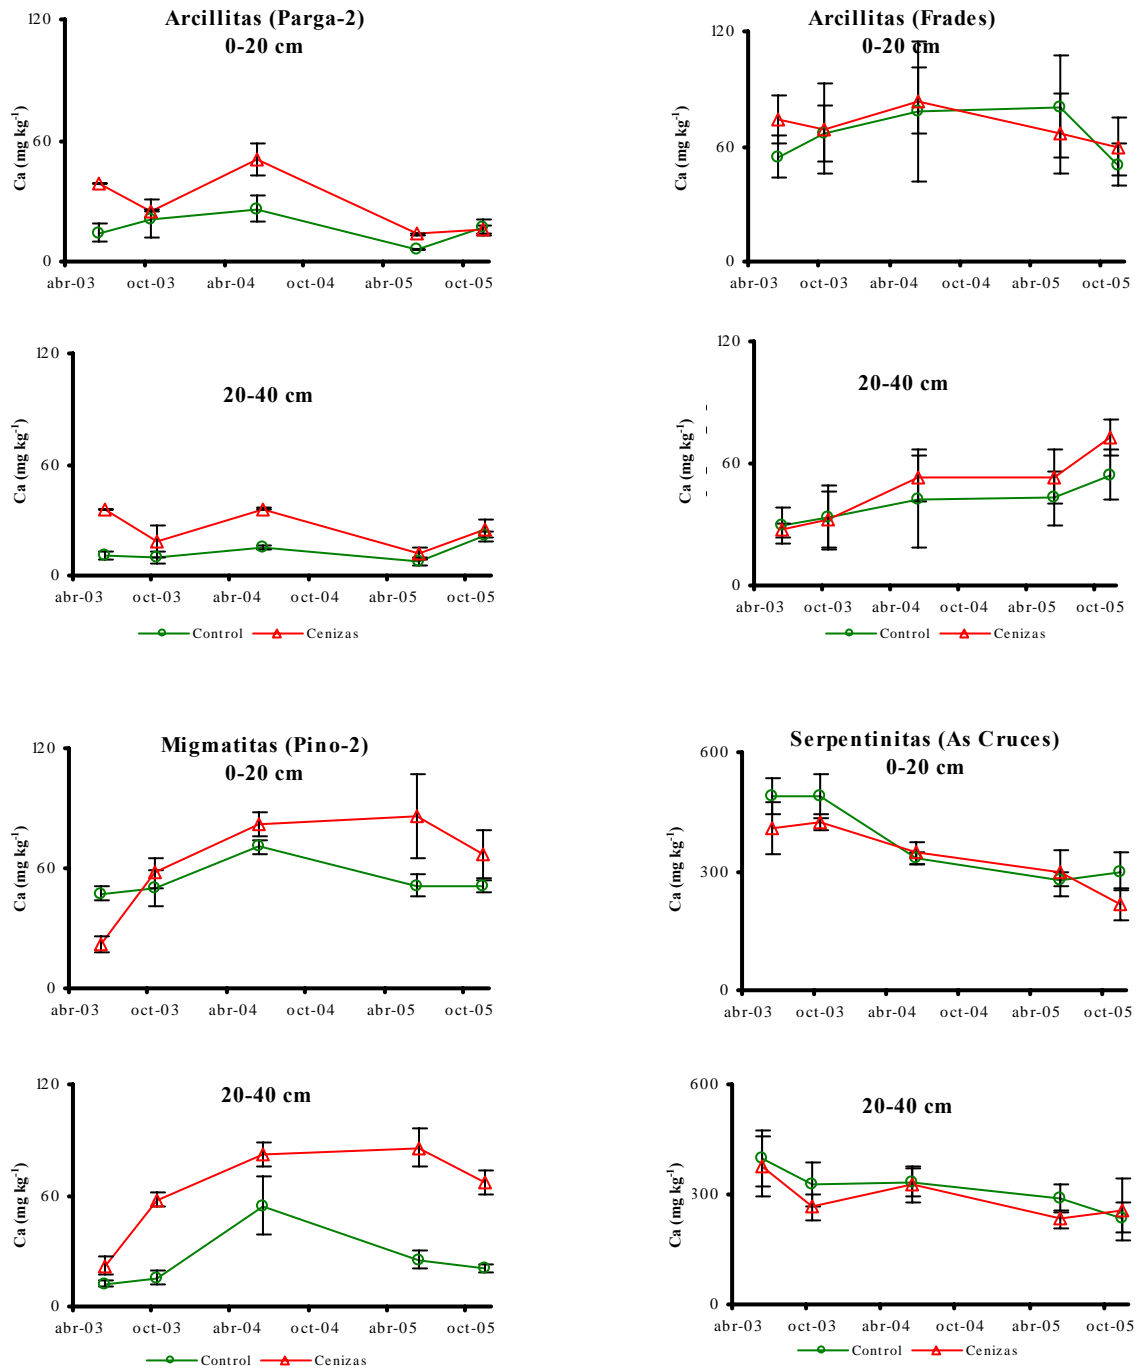 Arcillitas (Parga-2)
0-20 cm
120
60
0
Ca (mg kg-1)
abr-03 oct-03 abr-04 oct-04 abr-05 oct-05
Arcillitas (Frades)
0-20 cm
120
60
0
Ca (mg kg-1)
abr-03 oct-03 abr-04 oct-04 abr-05 oct-05
20-40 cm
120
60
0
Ca (mg kg-1)
abr-03 oct-03 abr-04 oct-04 abr-05 oct-05
Control Cenizas
20-40 cm
120
60
0
Ca (mg kg-1)
abr-03 oct-03 abr-04 oct-04 abr-05 oct-05
Control Cenizas
Migmatitas (Pino-2)
0-20 cm
120
60
0
Ca (mg kg-1)
abr-03 oct-03 abr-04 oct-04 abr-05 oct-05
Serpentinitas (As Cruces)
0-20 cm
600
300
0
Ca (mg kg-1)
abr-03 oct-03 abr-04 oct-04 abr-05 oct-05
20-40 cm
120
60
0
Ca (mg kg-1)
abr-03 oct-03 abr-04 oct-04 abr-05 oct-05
Control Cenizas
20-40 cm
600
300
0
Ca (mg kg-1)
abr-03 oct-03 abr-04 oct-04 abr-05 oct-05
Control Cenizas